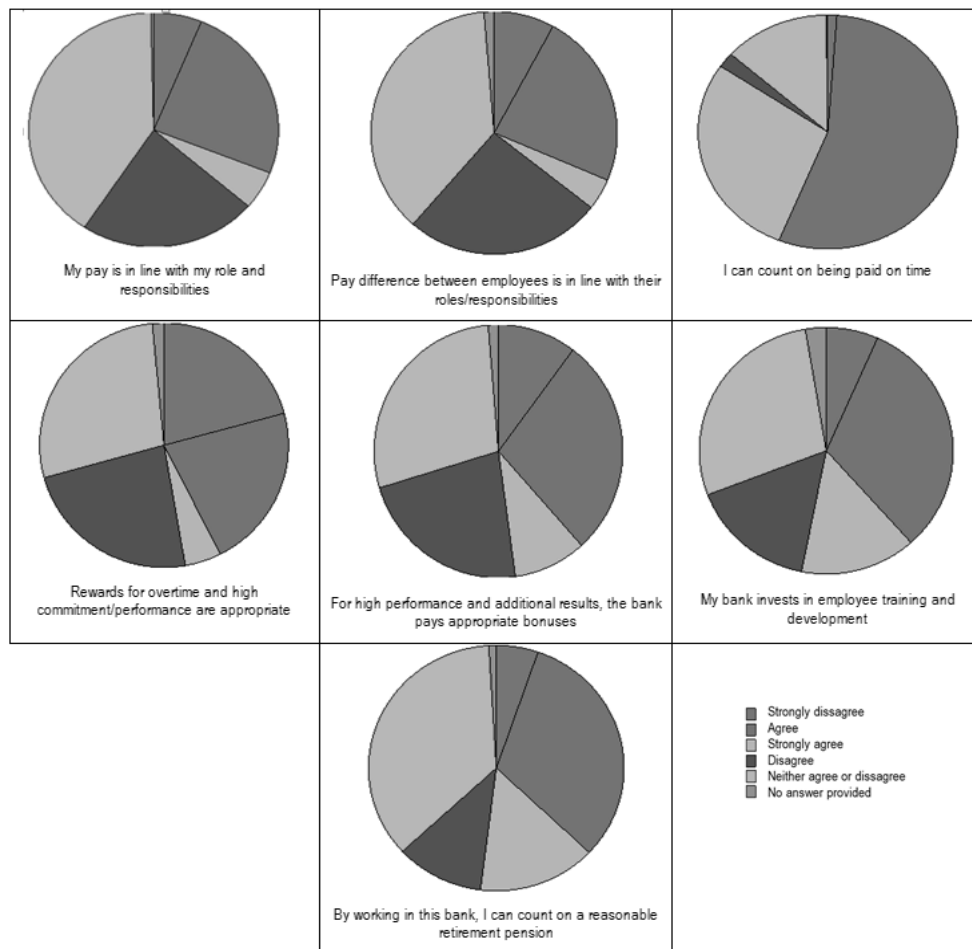 My pay is in line with my role and
responsibilities
Pay difference between employees is in line with their
roles/responsibilities
I can count on being paid on time
Rewards for overtime and high
commitment/performance are appropriate
For high performance and additional results, the bank
pays appropriate bonuses
My bank invests in employee training and
development
By working in this bank, I can count on a reasonable
retirement pension
Strongly dissagree
Agree
Strongly agree
Disagree
Neither agree or dissagree
No answer provided